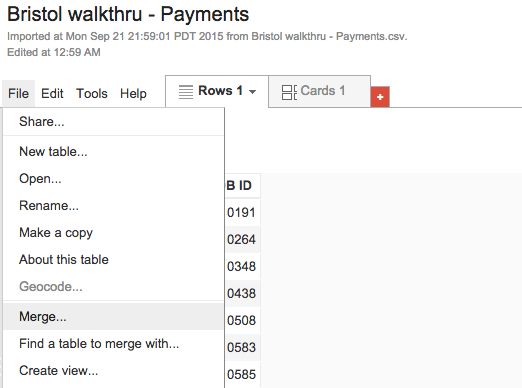 Bristol walkthru - Payments
Imported at Mon Sep 21 21:59:01 PDT 2015 from Bristol walkthru - Payments.csv.
Edited at 12:59 AM
File Edit Tools Help Rows 1 Cards 1 +
Share...
New table...
Open...
Rename...
Make a copy
About this table
Geocode...
Merge...
Find a table to merge with...
Create view...
B ID
0191
0264
0348
0438
0508
0583
0585